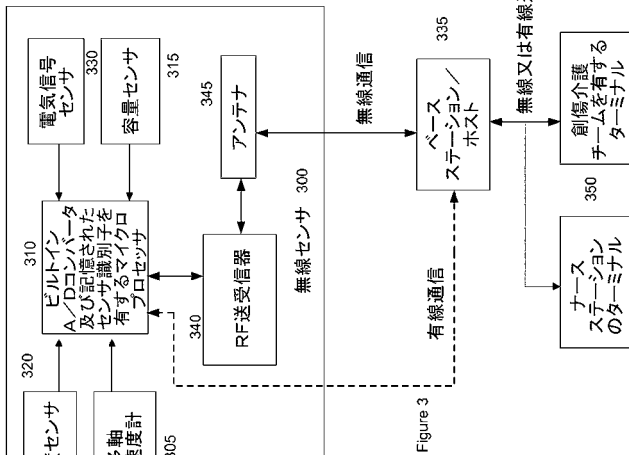 電気信号
センサ
330
容量センサ
315
310
ビルトイン
A/Dコンバータ
及び記憶された
センサ識別子を
有するマイクロ
プロセッサ
320
センサ
軸
速度計
305
345
アンテナ
340
RF送受信器
無線センサ 300
無線通信
335
ベース
ステーション/
ホスト
有線通信
無線又は有線
創傷介護
チームを有する
ターミナル
350
ナース
ステーション
のターミナル
Figure 3